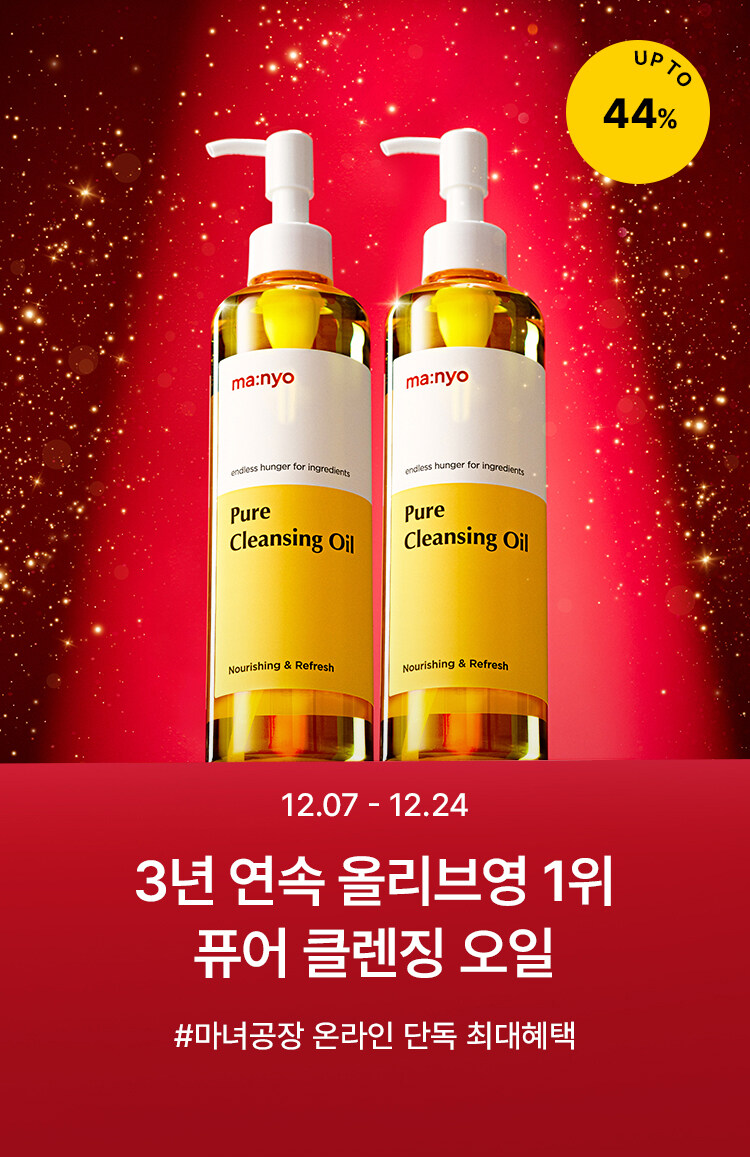 UP TO
44%
ma:nyo
endless hunger for ingredients
Pure
Cleansing Oil
Nourishing & Refresh
ma:nyo
endless hunger for ingredients
Pure
Cleansing Oil
Nourishing & Refresh
12.07 - 12.24
3년 연속 올리브영 1위
퓨어 클렌징 오일
#마녀공장 온라인 단독 최대혜택